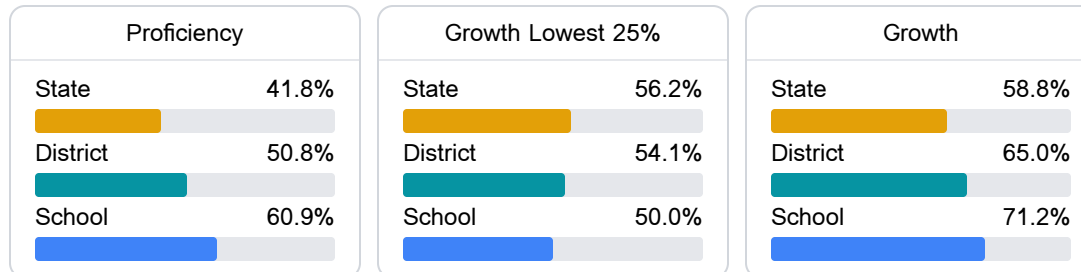 Proficiency
State 41.8%
District 50.8%
School 60.9%
Growth Lowest 25%
State 56.2%
District 54.1%
School 50.0%
Growth
State 58.8%
District 65.0%
School 71.2%